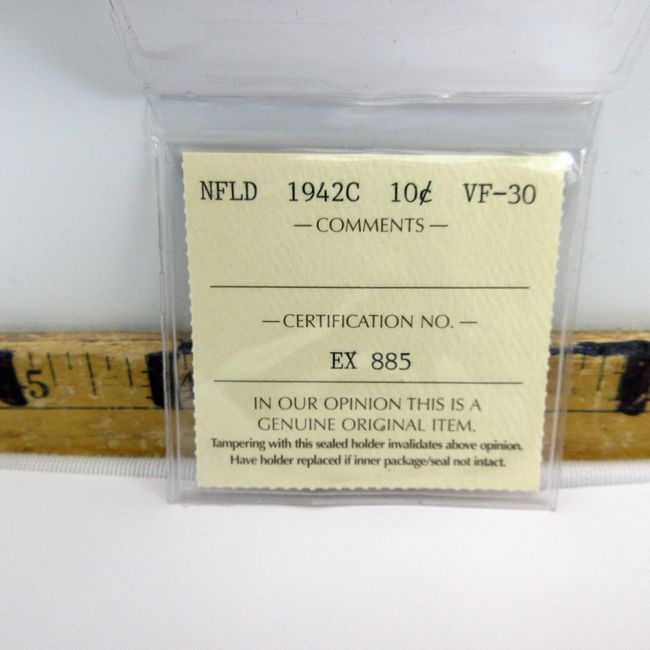 NFLD 1942C 10¢ VF-30
— COMMENTS —
— CERTIFICATION NO. —
EX 885
IN OUR OPINION THIS IS A
GENUINE ORIGINAL ITEM.
Tampering with this sealed holder invalidates above opinion.
Have holder replaced if inner package/seal not intact.
5